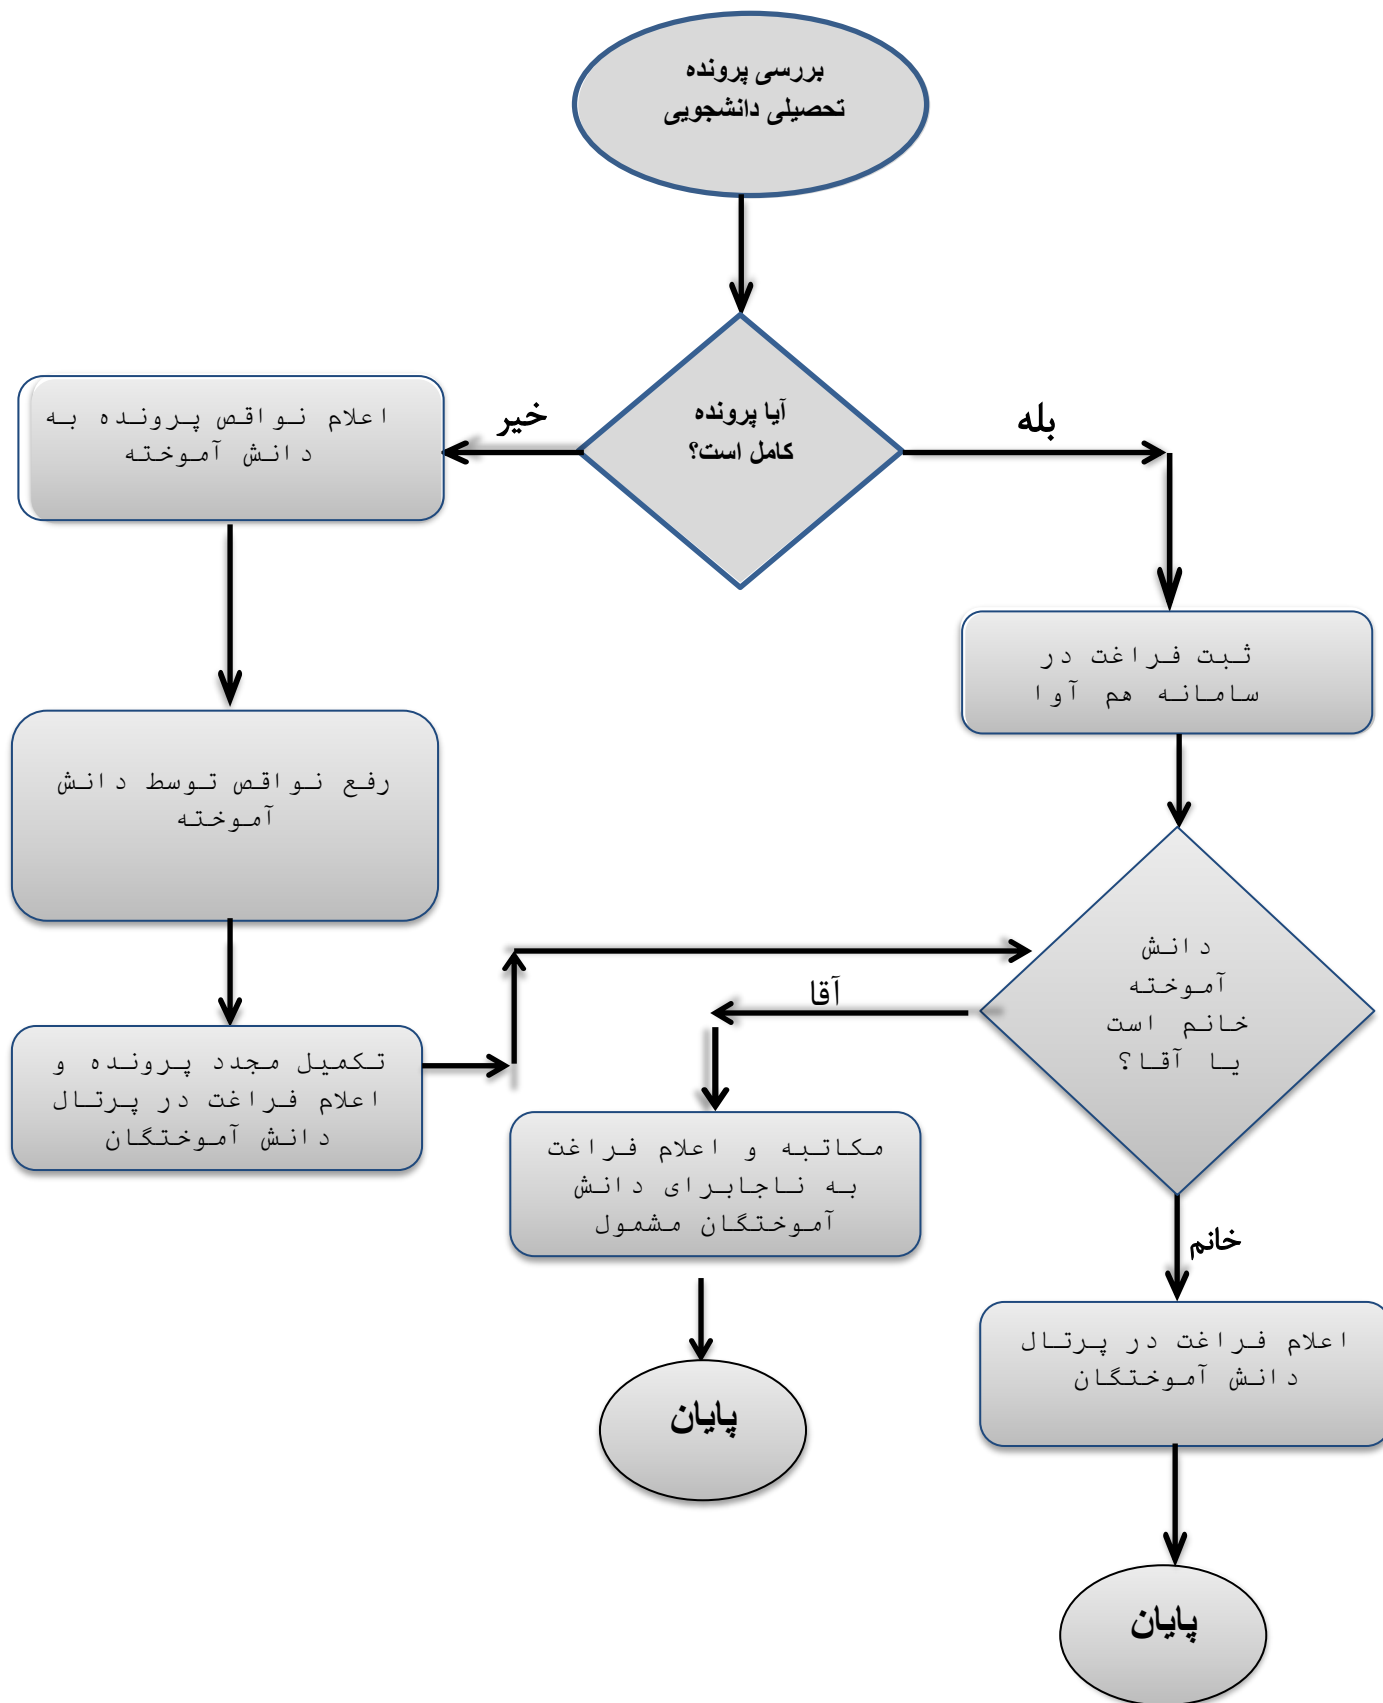 بررسی پرونده
تحصیلی دانشجویی
آیا پرونده
کامل است؟
خیر
بله
اعلام نواقص پرونده به
دانش آموخته
ثبت فراغت در
سامانه هم آوا
رفع نواقص توسط دانش
آموخته
دانش
آموخته
خانم است
یا آقا؟
آقا
تکمیل مجدد پرونده و
اعلام فراغت در پرتال
دانش آموختگان
مکاتبه و اعلام فراغت
به ناجابرای دانش
آموختگان مشمول
خانم
اعلام فراغت در پرتال
دانش آموختگان
پایان
پایان